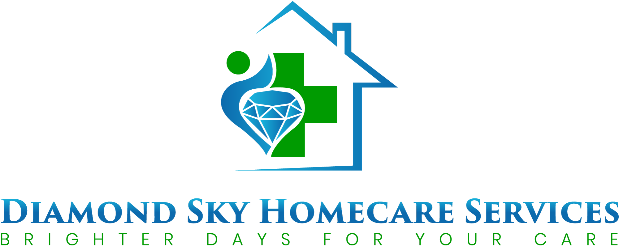 Diamond Sky Homecare Services
BRIGHTER DAYS FOR YOUR CARE